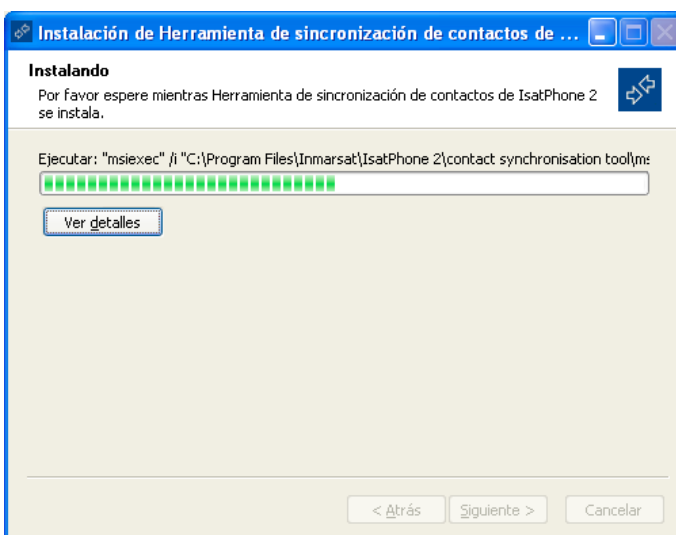 Instalación de Herramienta de sincronización de contactos de ...
Instalando
Por favor espere mientras Herramienta de sincronización de contactos de IsatPhone 2
se instala.
Ejecutar: "msiexec" /i "C:\Program Files\Inmarsat\IsatPhone 2\contact synchronisation tool\ms
Ver detalles
< Atrás Siguiente > Cancelar